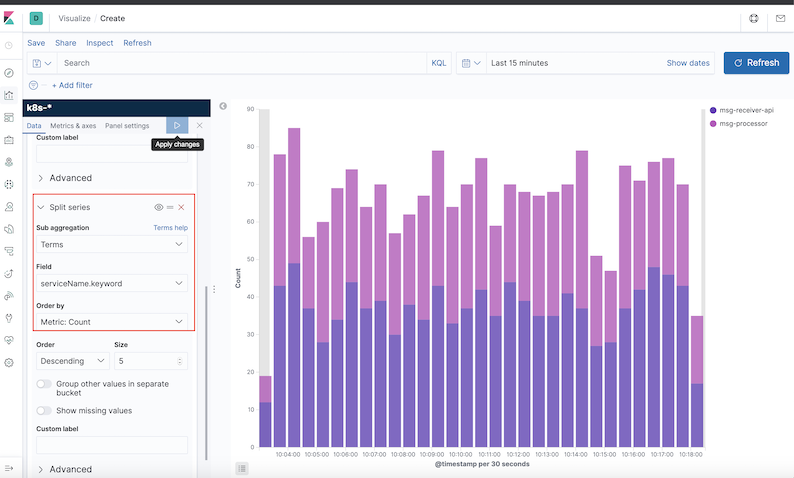 D
Visualize / Create
Save Share Inspect Refresh
Search
KQL
Last 15 minutes
Show dates
Refresh
+ Add filter
k8s-*
Data Metrics & axes Panel settings
Apply changes
Custom label
Advanced
Split series
Sub aggregation Terms help
Terms
Field
serviceName.keyword
Order by
Metric: Count
Order Size
Descending 5
Group other values in separate
bucket
Show missing values
Custom label
Advanced
90
80
70
60
50
40
30
20
10
0
Count
10:04:00 10:05:00 10:06:00 10:07:00 10:08:00 10:09:00 10:10:00 10:11:00 10:12:00 10:13:00 10:14:00 10:15:00 10:16:00 10:17:00 10:18:00
@timestamp per 30 seconds
msg-receiver-api
msg-processor